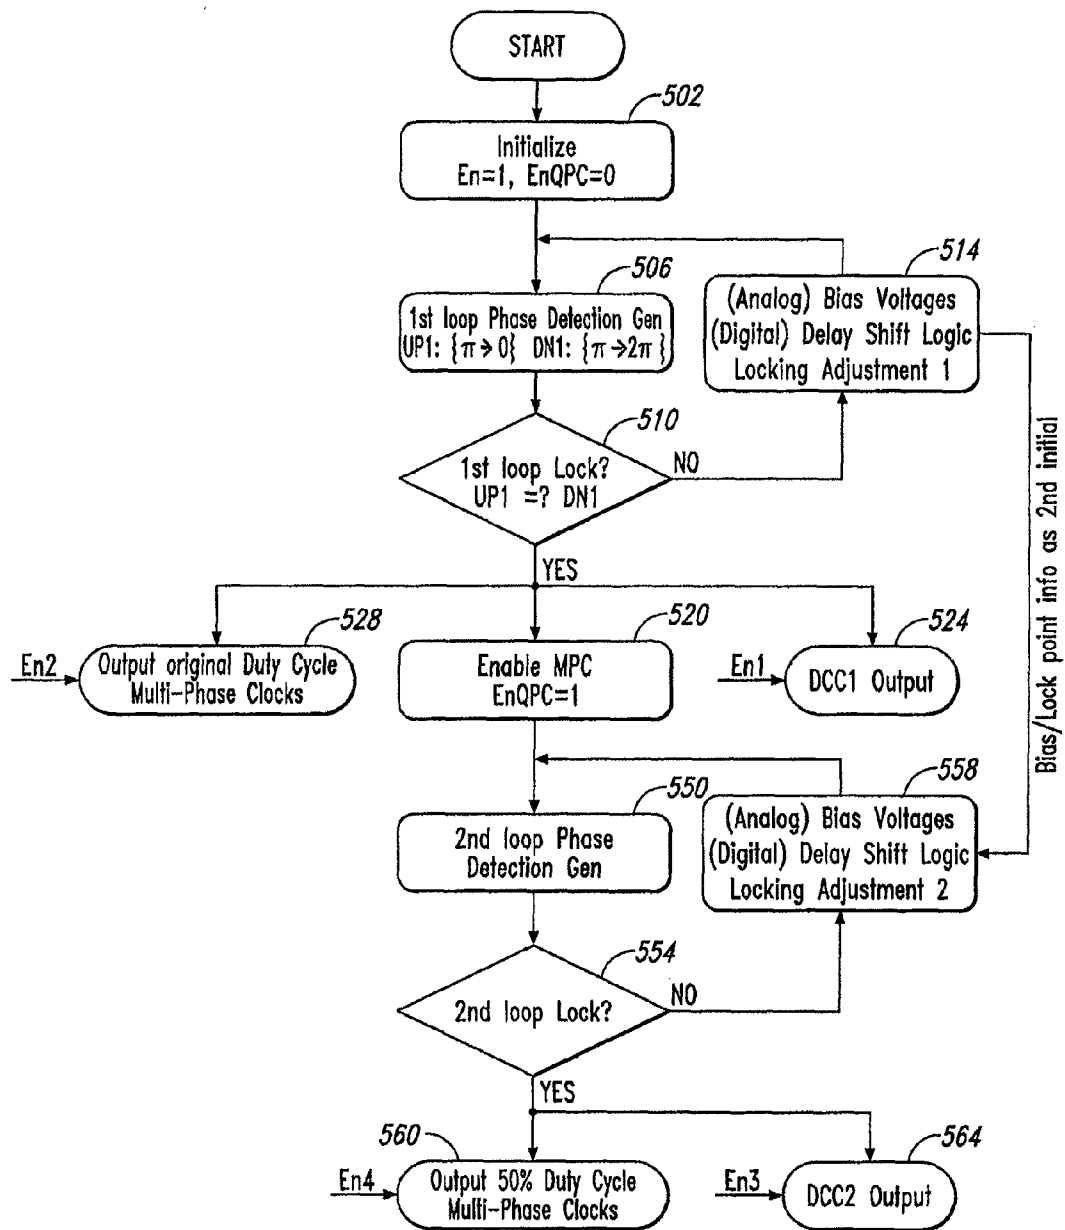 START
502
Initialize
En=1, EnQPC=0
506
1st loop Phase Detection Gen
UP1: {π→0} DN1: {π→2π}
514
(Analog) Bias Voltages
(Digital) Delay Shift Logic
Locking Adjustment 1
510
1st loop Lock?
UP1 =? DN1
NO
YES
Bias/Lock point info as 2nd initial
528
En2
Output original Duty Cycle
Multi-Phase Clocks
520
Enable MPC
EnQPC=1
524
En1
DCC1 Output
550
2nd loop Phase
Detection Gen
558
(Analog) Bias Voltages
(Digital) Delay Shift Logic
Locking Adjustment 2
554
2nd loop Lock?
NO
YES
560
En4
Output 50% Duty Cycle
Multi-Phase Clocks
564
En3
DCC2 Output